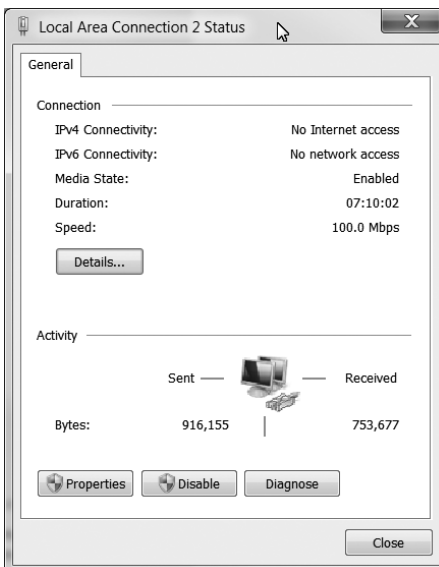 Local Area Connection 2 Status
General
Connection
IPv4 Connectivity: No Internet access
IPv6 Connectivity: No network access
Media State: Enabled
Duration: 07:10:02
Speed: 100.0 Mbps
Details...
Activity
Sent Received
Bytes: 916,155 753,677
Properties Disable Diagnose
Close